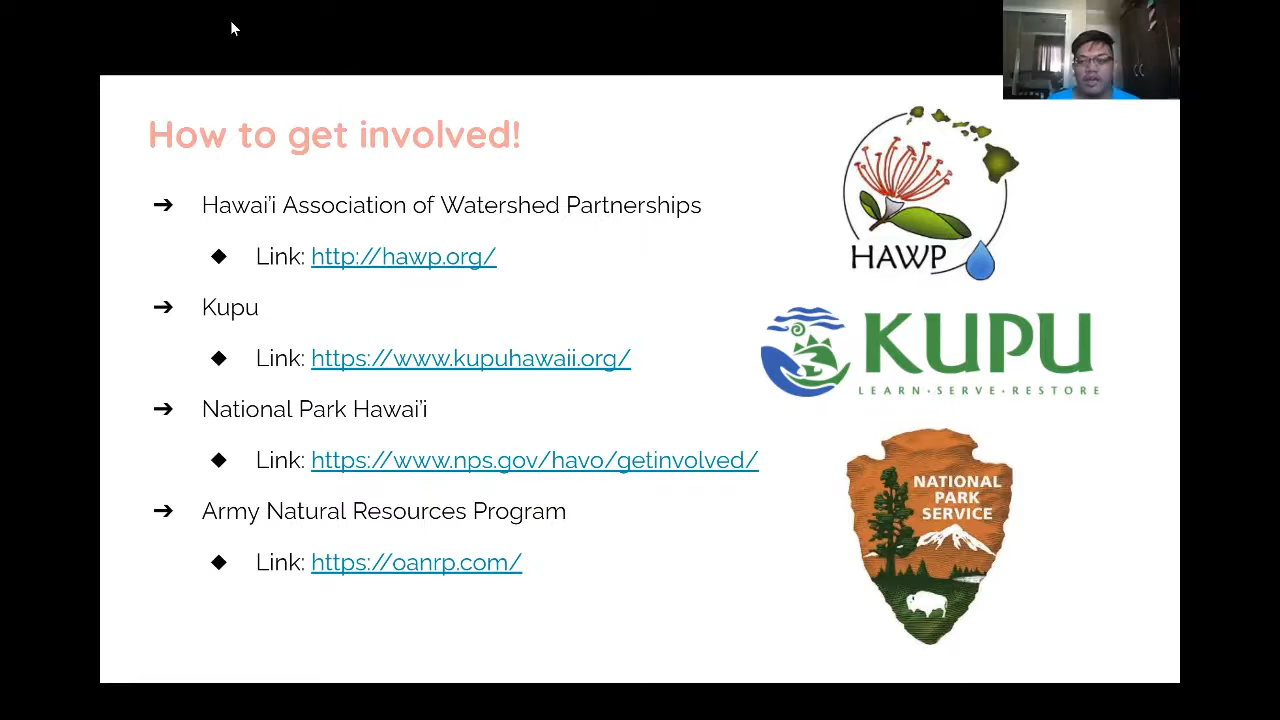 How to get involved!
➔ Hawai'i Association of Watershed Partnerships
◆ Link: http://hawp.org/
➔ Kupu
◆ Link: https://www.kupuhawaii.org/
➔ National Park Hawai'i
◆ Link: https://www.nps.gov/havo/getinvolved/
➔ Army Natural Resources Program
◆ Link: https://oanrp.com/
HAWP
KUPU
LEARN · SERVE · RESTORE
NATIONAL
PARK
SERVICE